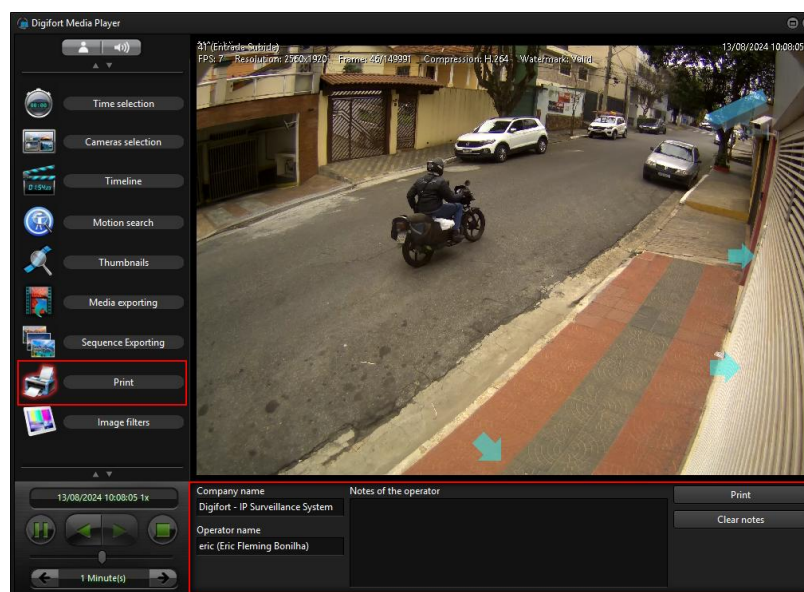 Digifort Media Player
41 (Entrada Subida)
13/08/2024 10:08:05
FPS: 7 Resolution: 2560x1920 Frame: 46/149991 Compression: H.264 Watermark: Valid
Time selection
Cameras selection
Timeline
Motion search
Thumbnails
Media exporting
Sequence Exporting
Print
Image filters
13/08/2024 10:08:05 1x
1 Minute(s)
Company name
Digifort - IP Surveillance System
Operator name
eric (Eric Fleming Bonilha)
Notes of the operator
Print
Clear notes